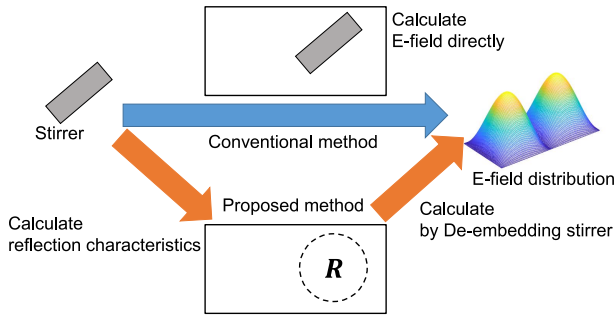 Calculate
E-field directly
Stirrer
Conventional method
E-field distribution
Proposed method
Calculate
reflection characteristics
Calculate
by De-embedding stirrer
R